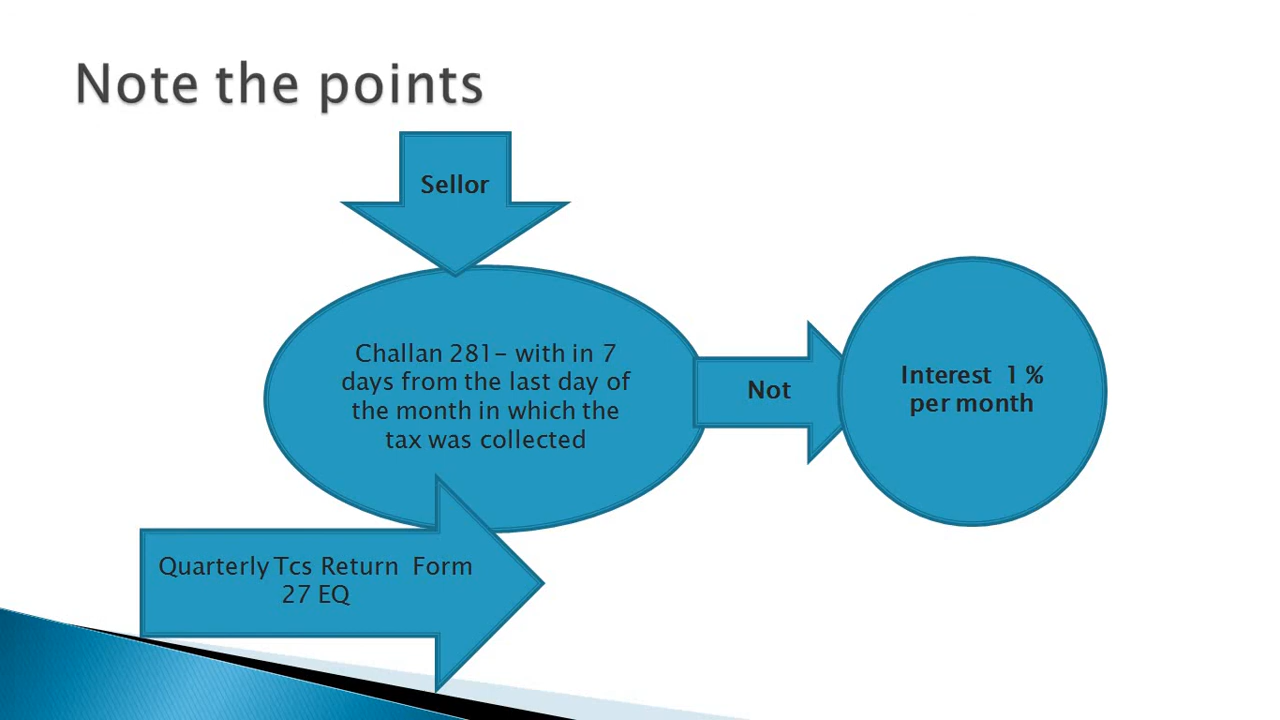 Note the points
Sellor
Challan 281- with in 7
days from the last day of
the month in which the
tax was collected
Not
Interest  1 %
per month
Quarterly Tcs Return  Form
27 EQ